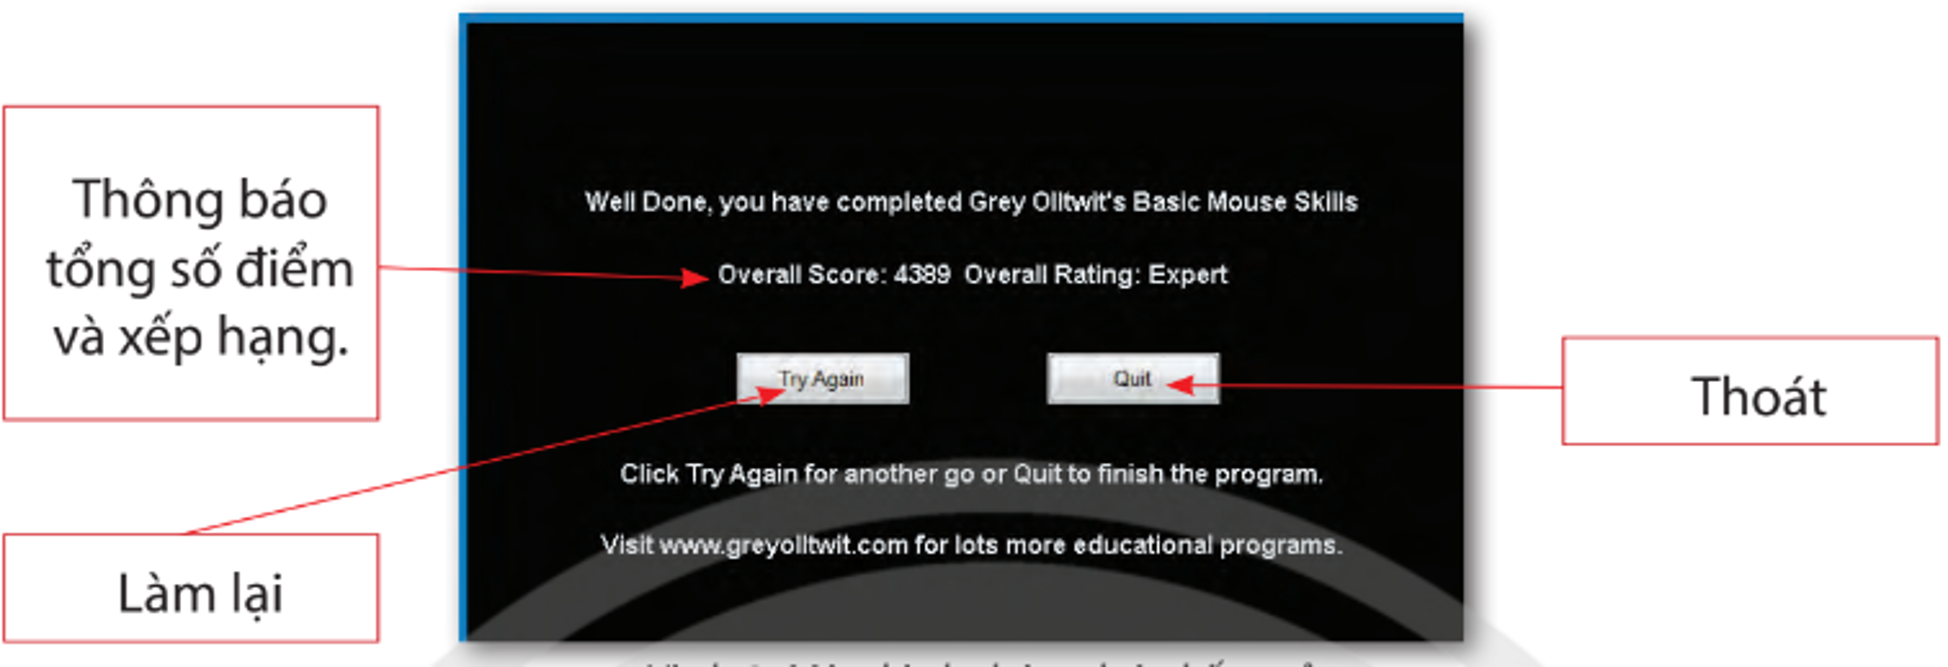 Thông báo
tổng số điểm
và xếp hạng.
Well Done, you have completed Grey Olltwit's Basic Mouse Skills
Overall Score: 4389 Overall Rating: Expert
Try Again
Quit
Thoát
Click Try Again for another go or Quit to finish the program.
Visit www.greyolltwit.com for lots more educational programs.
Làm lại